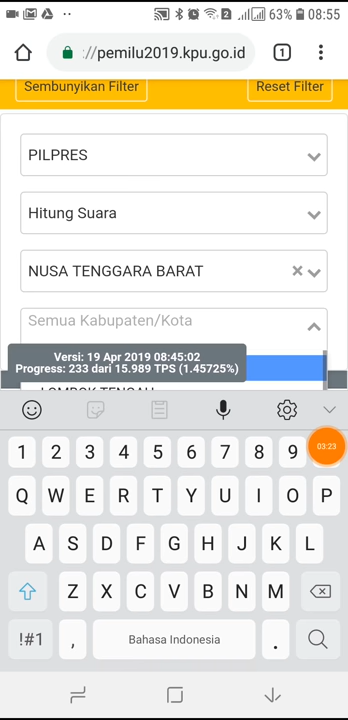 63% 08:55
://pemilu2019.kpu.go.id
1
Sembunyikan Filter
Reset Filter
PILPRES
Hitung Suara
NUSA TENGGARA BARAT
Semua Kabupaten/Kota
Versi: 19 Apr 2019 08:45:02
Progress: 233 dari 15.989 TPS (1.45725%)
LOMBOK TENGAH
1 2 3 4 5 6 7 8 9
03:23
Q W E R T Y U I O P
A S D F G H J K L
Z X C V B N M
!#1 , Bahasa Indonesia .